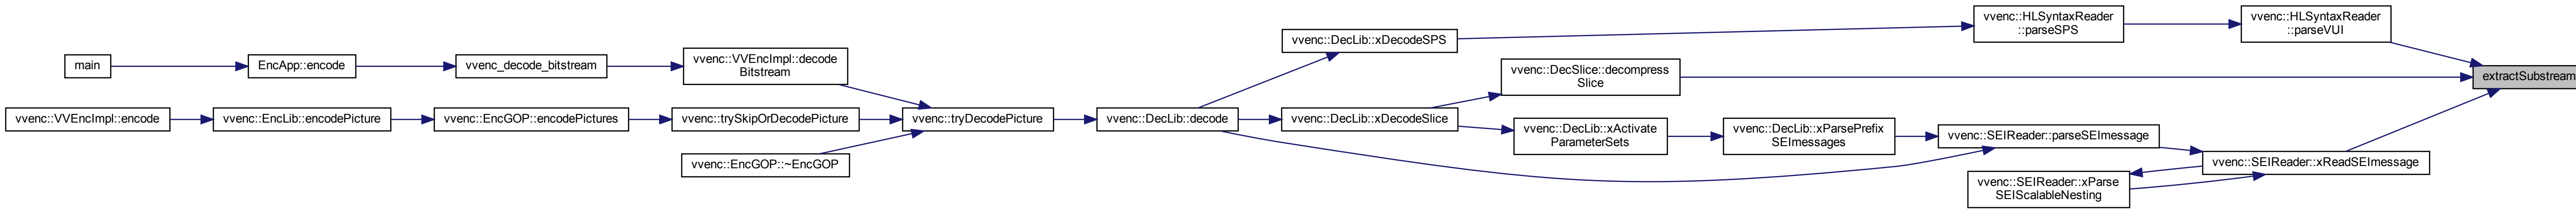 main
EncApp::encode
vvenc_decode_bitstream
vvenc::VVEncImpl::decode
Bitstream
vvenc::DecLib::xDecodeSPS
vvenc::HLSyntaxReader
::parseSPS
vvenc::HLSyntaxReader
::parseVUI
vvenc::DecSlice::decompress
Slice
extractSubstream
vvenc::VVEncImpl::encode
vvenc::EncLib::encodePicture
vvenc::EncGOP::encodePictures
vvenc::trySkipOrDecodePicture
vvenc::tryDecodePicture
vvenc::DecLib::decode
vvenc::DecLib::xDecodeSlice
vvenc::DecLib::xActivate
ParameterSets
vvenc::DecLib::xParsePrefix
SEImessages
vvenc::SEIReader::parseSEImessage
vvenc::EncGOP::~EncGOP
vvenc::SEIReader::xReadSEImessage
vvenc::SEIReader::xParse
SEIScalableNesting